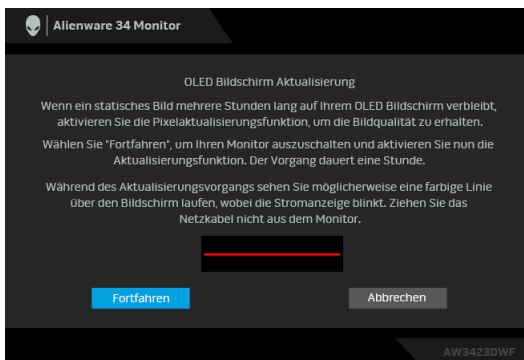 Alienware 34 Monitor
OLED Bildschirm Aktualisierung
Wenn ein statisches Bild mehrere Stunden lang auf Ihrem OLED Bildschirm verbleibt,
aktivieren Sie die Pixelaktualisierungsfunktion, um die Bildqualität zu erhalten.
Wählen Sie "Fortfahren", um Ihren Monitor auszuschalten und aktivieren Sie nun die
Aktualisierungsfunktion. Der Vorgang dauert eine Stunde.
Während des Aktualisierungsvorgangs sehen Sie möglicherweise eine farbige Linie
über den Bildschirm laufen, wobei die Stromanzeige blinkt. Ziehen Sie das
Netzkabel nicht aus dem Monitor.
Fortfahren
Abbrechen
AW3423DWF